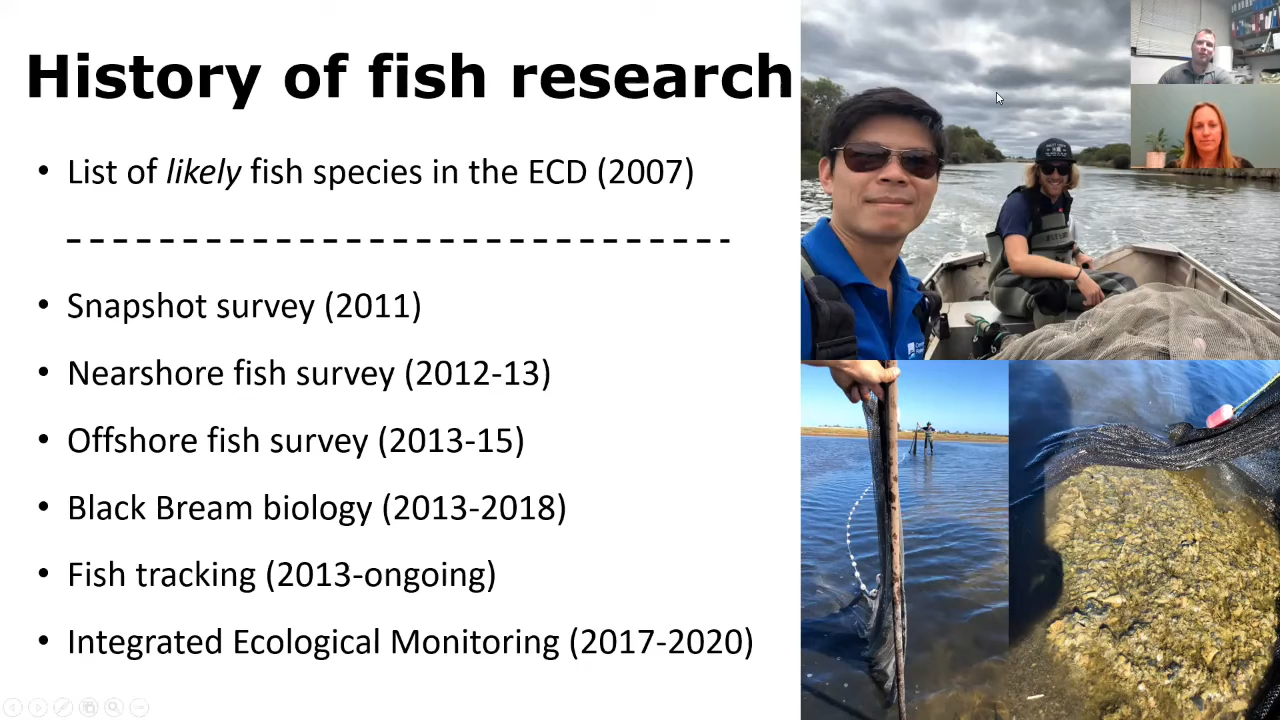 History of fish research
• List of likely fish species in the ECD (2007)
• Snapshot survey (2011)
• Nearshore fish survey (2012-13)
• Offshore fish survey (2013-15)
• Black Bream biology (2013-2018)
• Fish tracking (2013-ongoing)
• Integrated Ecological Monitoring (2017-2020)